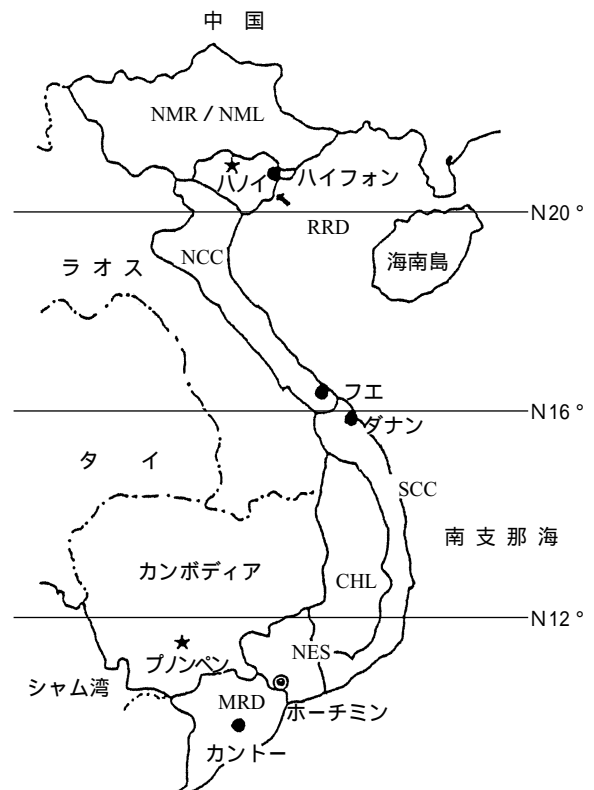 中 国
NMR / NML
ハノイ
ハイフォン
N20°
RRD
NCC
海南島
ラ オ ス
フエ
N16°
ダナン
タ イ
SCC
南 支 那 海
カンボディア
CHL
N12°
NES
プノンペン
シャム湾
MRD
ホーチミン
カントー